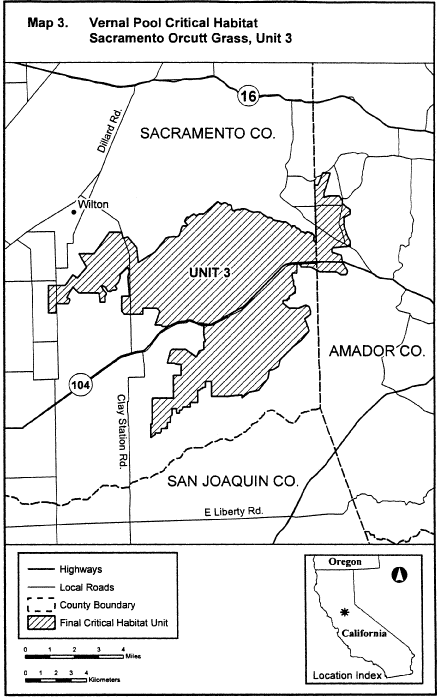 Map 3. Vernal Pool Critical Habitat
Sacramento Orcutt Grass, Unit 3
16
Dillard Rd.
SACRAMENTO CO.
Wilton
UNIT 3
AMADOR CO.
104
Clay Station Rd.
SAN JOAQUIN CO.
E Liberty Rd.
Highways
Local Roads
County Boundary
Final Critical Habitat Unit
0 1 2 3 4
Miles
0 1 2 3 4
Kilometers
Oregon
California
Location Index